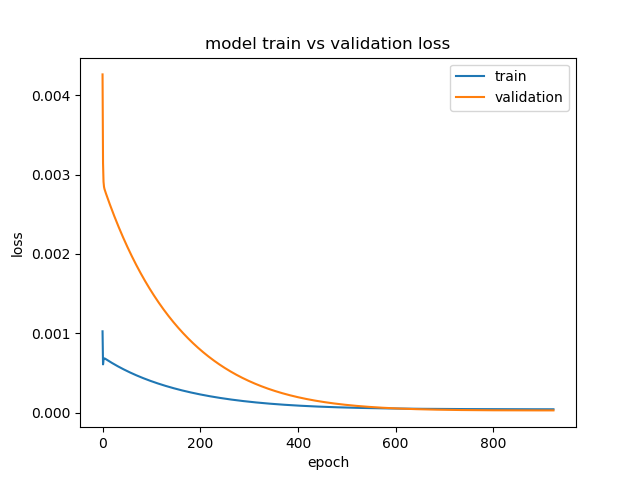 model train vs validation loss
train
validation
0.004
0.003
0.002
0.001
0.000
loss
0 200 400 600 800
epoch